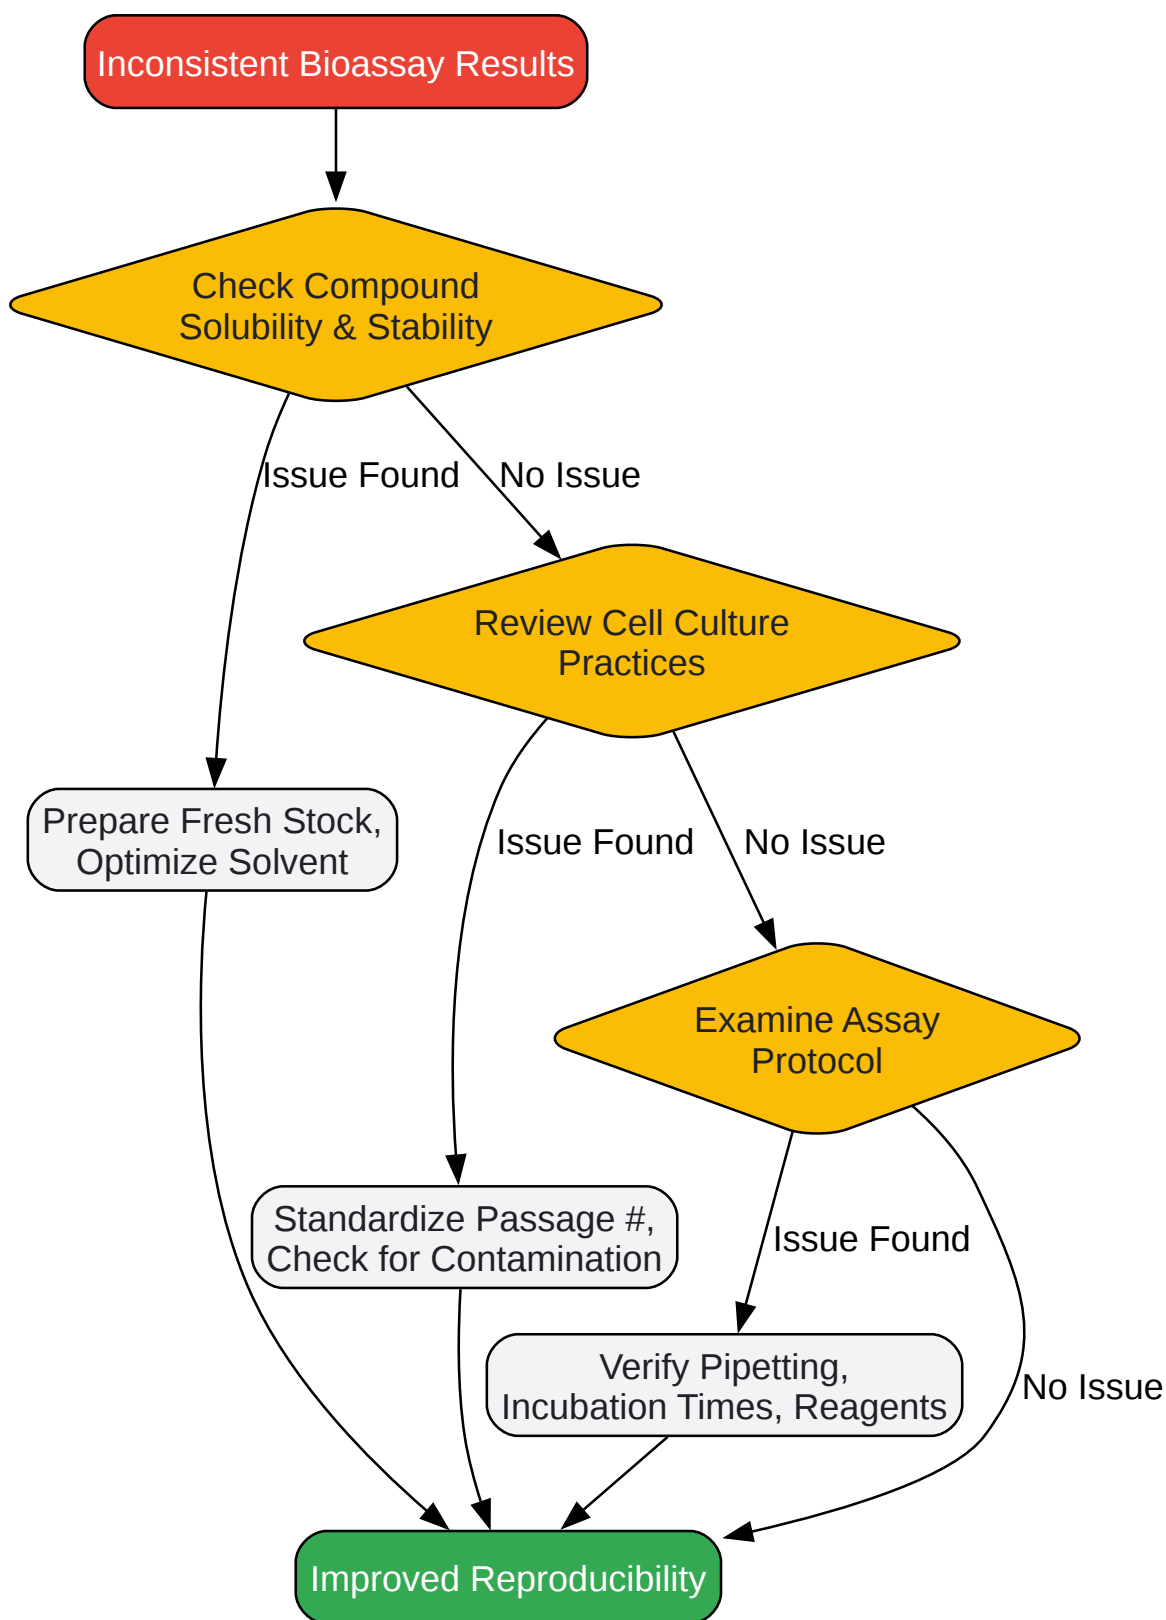 Inconsistent Bioassay Results
Check Compound
Solubility & Stability
Issue Found
No Issue
Review Cell Culture
Practices
Prepare Fresh Stock,
Optimize Solvent
Issue Found
No Issue
Examine Assay
Protocol
Standardize Passage #,
Check for Contamination
Issue Found
Verify Pipetting,
Incubation Times, Reagents
No Issue
Improved Reproducibility